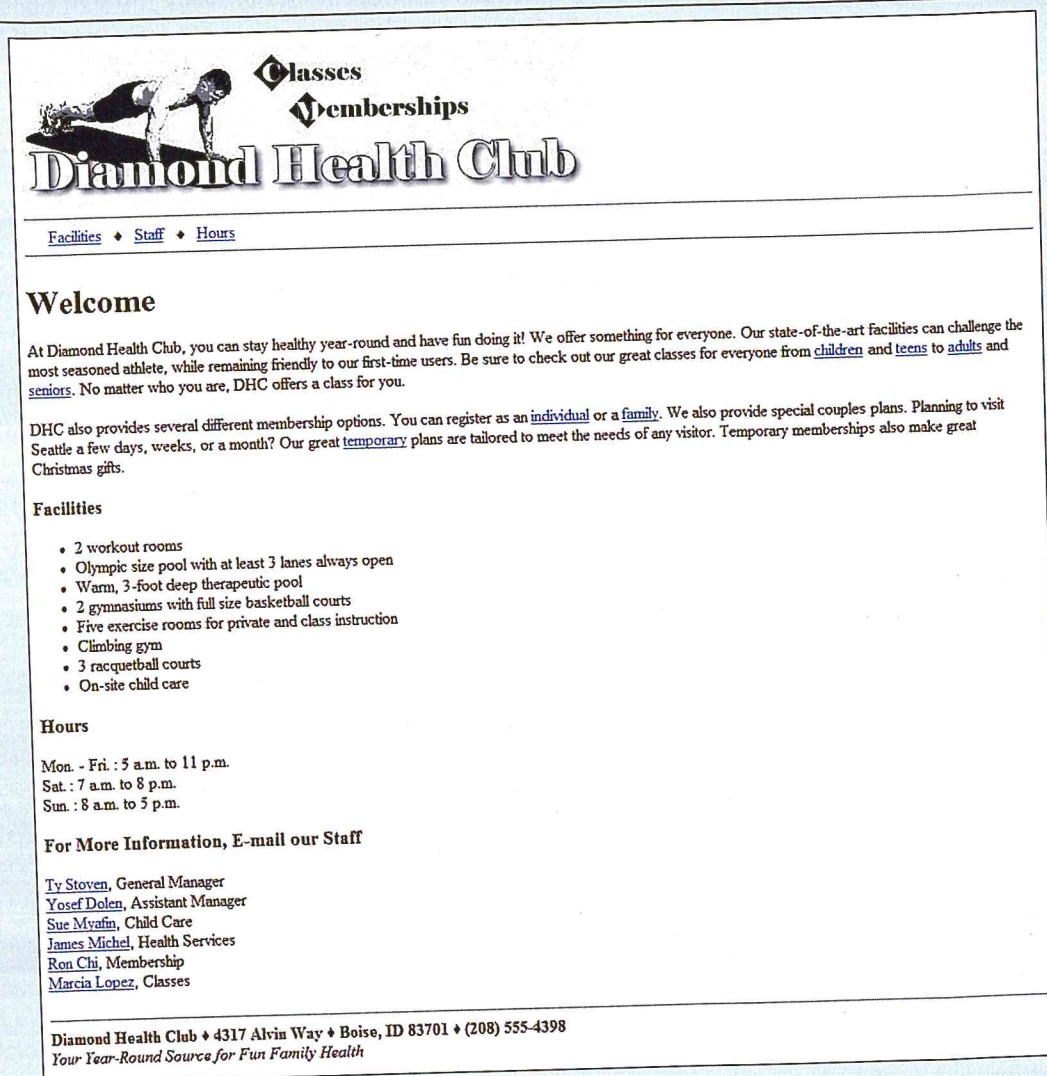 Classes
Memberships
Diamond Health Club
Facilities ♦ Staff ♦ Hours
Welcome
At Diamond Health Club, you can stay healthy year-round and have fun doing it! We offer something for everyone. Our state-of-the-art facilities can challenge the
most seasoned athlete, while remaining friendly to our first-time users. Be sure to check out our great classes for everyone from children and teens to adults and
seniors. No matter who you are, DHC offers a class for you.
DHC also provides several different membership options. You can register as an individual or a family. We also provide special couples plans. Planning to visit
Seattle a few days, weeks, or a month? Our great temporary plans are tailored to meet the needs of any visitor. Temporary memberships also make great
Christmas gifts.
Facilities
• 2 workout rooms
• Olympic size pool with at least 3 lanes always open
• Warm, 3-foot deep therapeutic pool
• 2 gymnasiums with full size basketball courts
• Five exercise rooms for private and class instruction
• Climbing gym
• 3 racquetball courts
• On-site child care
Hours
Mon. - Fri. : 5 a.m. to 11 p.m.
Sat. : 7 a.m. to 8 p.m.
Sun. : 8 a.m. to 5 p.m.
For More Information, E-mail our Staff
Ty Stoven, General Manager
Yosef Dolen, Assistant Manager
Sue Myafin, Child Care
James Michel, Health Services
Ron Chi, Membership
Marcia Lopez, Classes
Diamond Health Club ♦ 4317 Alvin Way ♦ Boise, ID 83701 ♦ (208) 555-4398
Your Year-Round Source for Fun Family Health